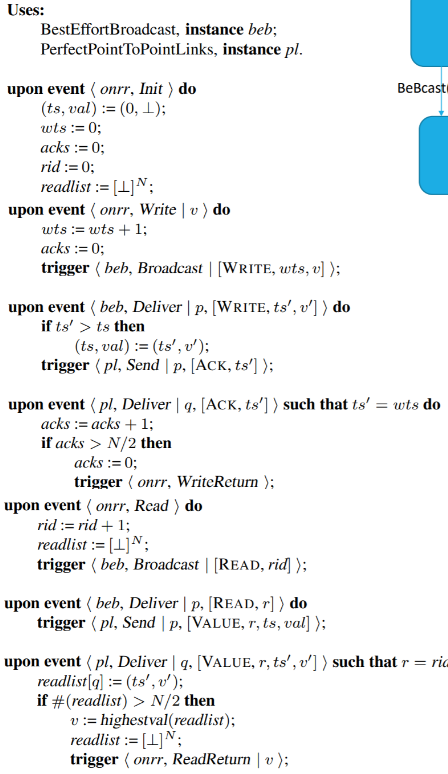 Uses:
BestEffortBroadcast, instance beb;
PerfectPointToPointLinks, instance pl.
BeBcast
upon event ⟨ onrr, Init ⟩ do
(ts, val) := (0, ⊥);
wts := 0;
acks := 0;
rid := 0;
readlist := [⊥]^N;
upon event ⟨ onrr, Write | v ⟩ do
wts := wts + 1;
acks := 0;
trigger ⟨ beb, Broadcast | [WRITE, wts, v] ⟩;
upon event ⟨ beb, Deliver | p, [WRITE, ts′, v′] ⟩ do
if ts′ > ts then
(ts, val) := (ts′, v′);
trigger ⟨ pl, Send | p, [ACK, ts′] ⟩;
upon event ⟨ pl, Deliver | q, [ACK, ts′] ⟩ such that ts′ = wts do
acks := acks + 1;
if acks > N/2 then
acks := 0;
trigger ⟨ onrr, WriteReturn ⟩;
upon event ⟨ onrr, Read ⟩ do
rid := rid + 1;
readlist := [⊥]^N;
trigger ⟨ beb, Broadcast | [READ, rid] ⟩;
upon event ⟨ beb, Deliver | p, [READ, r] ⟩ do
trigger ⟨ pl, Send | p, [VALUE, r, ts, val] ⟩;
upon event ⟨ pl, Deliver | q, [VALUE, r, ts′, v′] ⟩ such that r = rid
readlist[q] := (ts′, v′);
if #(readlist) > N/2 then
v := highestval(readlist);
readlist := [⊥]^N;
trigger ⟨ onrr, ReadReturn | v ⟩;